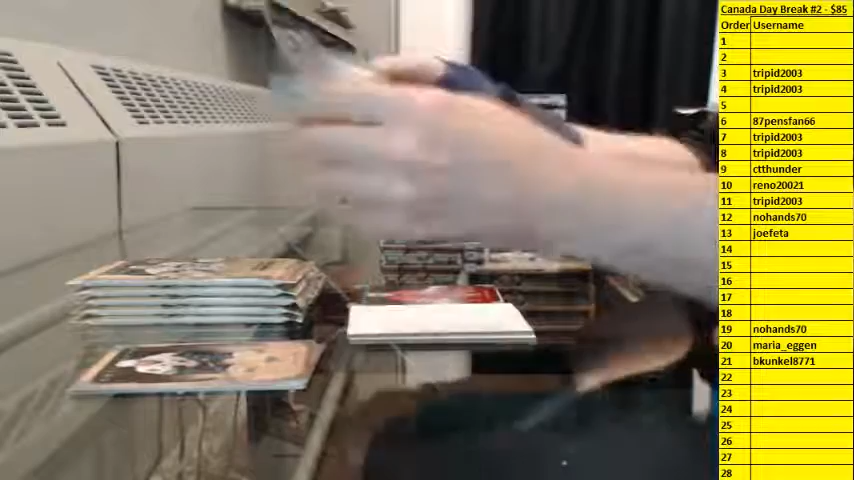 Canada Day Break #2 - $85
Order Username
1
2
3 tripid2003
4 tripid2003
5
6 87pensfan66
7 tripid2003
8 tripid2003
9 ctthunder
10 reno20021
11 tripid2003
12 nohands70
13 joefeta
14
15
16
17
18
19 nohands70
20 maria_eggen
21 bkunkel8771
22
23
24
25
26
27
28